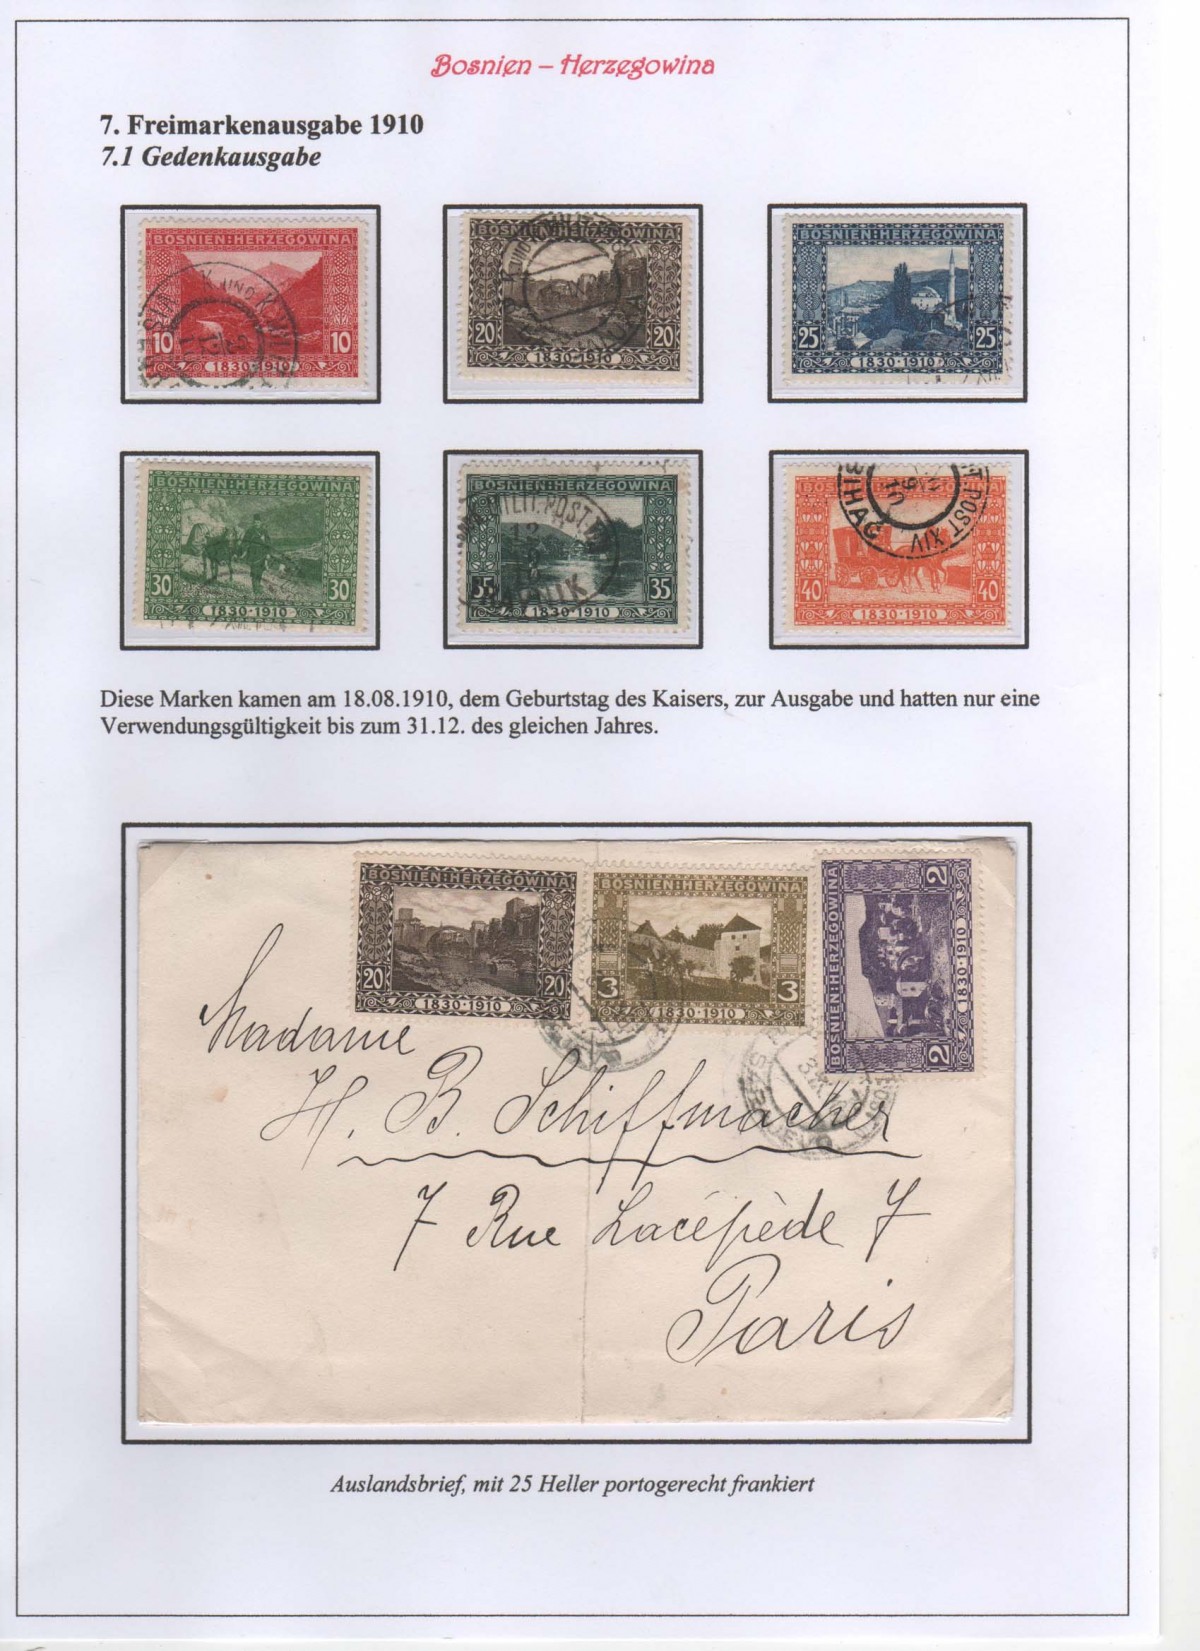 Bosnien – Herzegowina
7. Freimarkenausgabe 1910
7.1 Gedenkausgabe
BOSNIEN:HERZEGOWINA
10 10
1830·1910
BOSNIEN:HERZEGOWINA
20 20
1830·1910
BOSNIEN:HERZEGOWINA
25 25
1830·1910
BOSNIEN:HERZEGOWINA
30 30
1830·1910
BOSNIEN:HERZEGOWINA
MILIT. POST
35 35
1830·1910
POST XIV
BIHAĆ
40 40
1830·1910
Diese Marken kamen am 18.08.1910, dem Geburtstag des Kaisers, zur Ausgabe und hatten nur eine
Verwendungsgültigkeit bis zum 31.12. des gleichen Jahres.
BOSNIEN:HERZEGOWINA
20 20
1830·1910
BOSNIEN:HERZEGOWINA
3 3
1830·1910
BOSNIEN:HERZEGOWINA
2 2
1830·1910
Madame
H. B. Schiffmacher
7 Rue Lacépède 7
Paris
Auslandsbrief, mit 25 Heller portogerecht frankiert